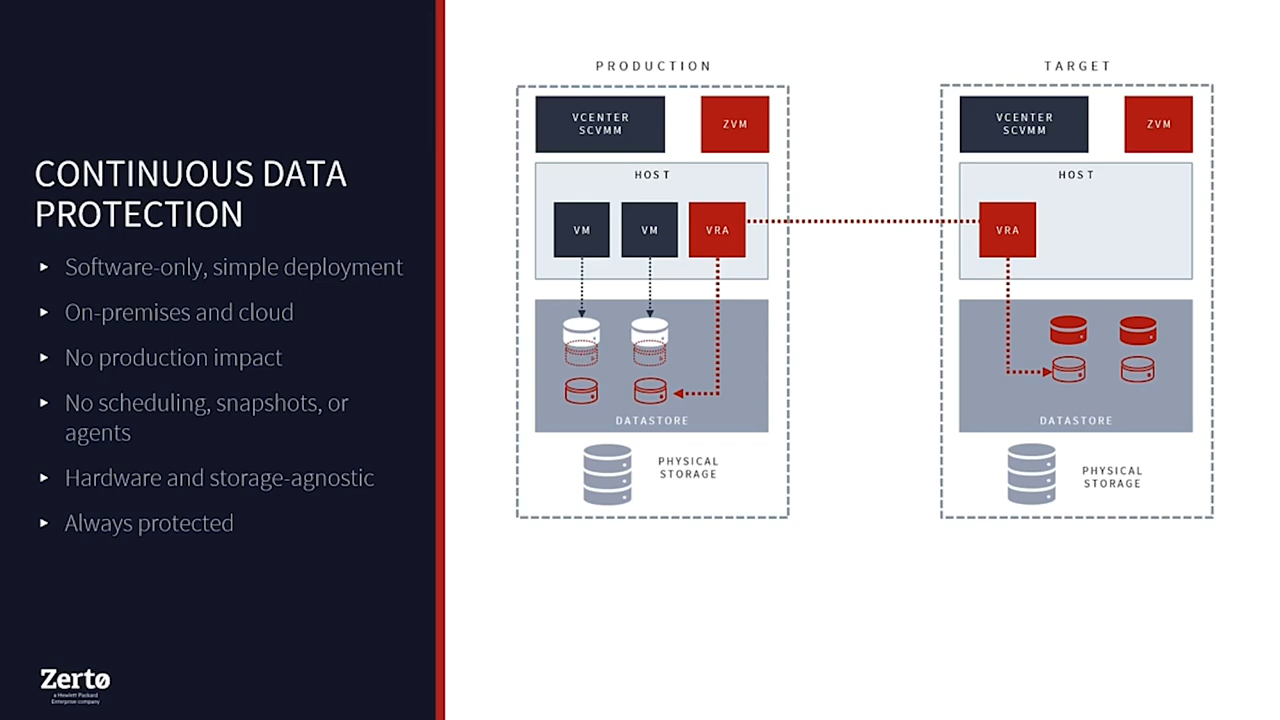 CONTINUOUS DATA
PROTECTION
Software-only, simple deployment
On-premises and cloud
No production impact
No scheduling, snapshots, or
agents
Hardware and storage-agnostic
Always protected
Zerto
a Hewlett Packard
Enterprise company
PRODUCTION
VCENTER
SCVMM
ZVM
HOST
VM
VM
VRA
DATASTORE
PHYSICAL
STORAGE
TARGET
VCENTER
SCVMM
ZVM
HOST
VRA
DATASTORE
PHYSICAL
STORAGE